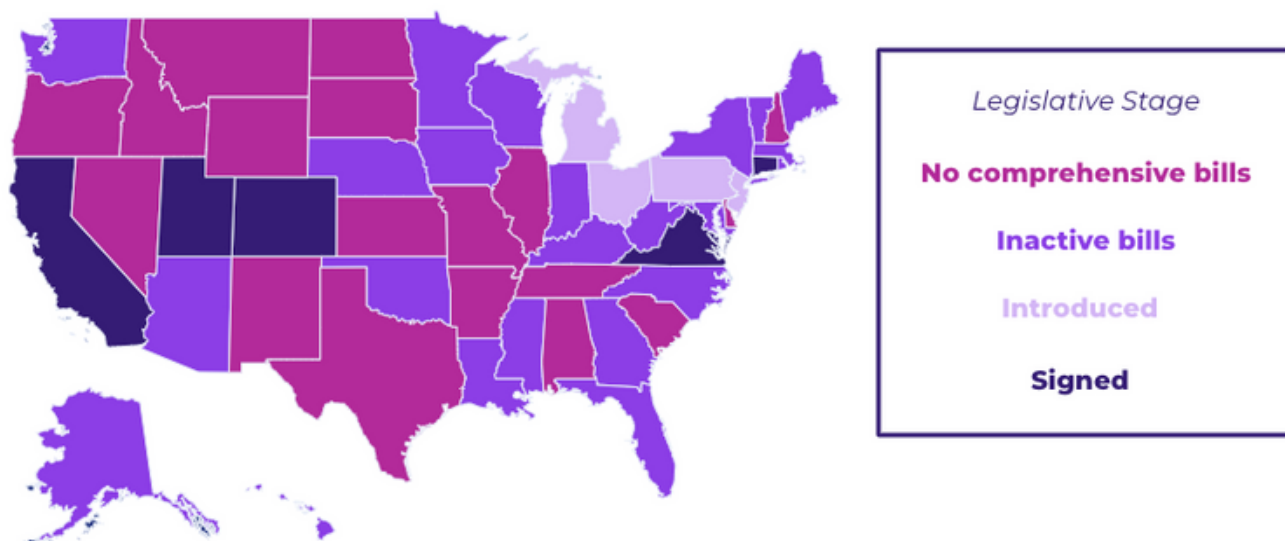 Legislative Stage
No comprehensive bills
Inactive bills
Introduced
Signed